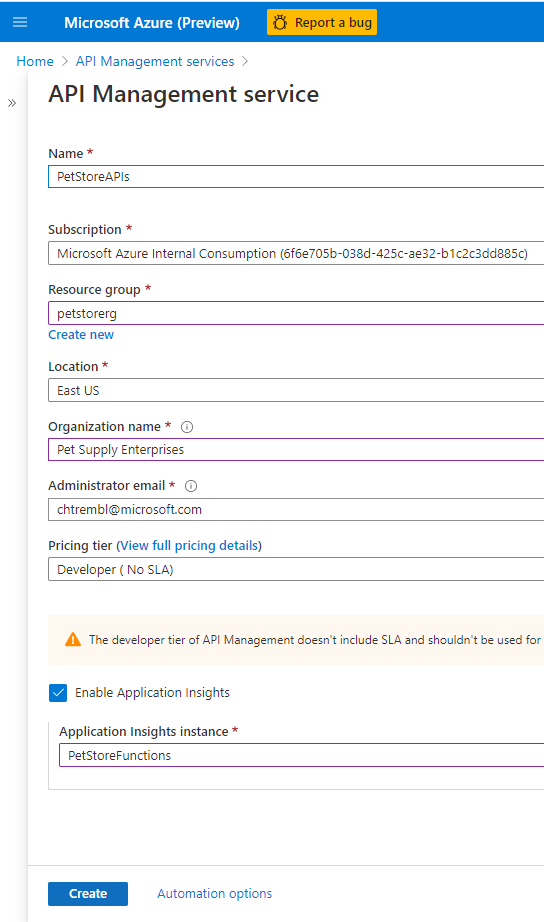 Microsoft Azure (Preview) Report a bug
Home > API Management services >
»
API Management service
Name *
PetStoreAPIs
Subscription *
Microsoft Azure Internal Consumption (6f6e705b-038d-425c-ae32-b1c2c3dd885c)
Resource group *
petstorerg
Create new
Location *
East US
Organization name *
Pet Supply Enterprises
Administrator email *
chtrembl@microsoft.com
Pricing tier (View full pricing details)
Developer ( No SLA)
The developer tier of API Management doesn't include SLA and shouldn't be used for
Enable Application Insights
Application Insights instance *
PetStoreFunctions
Create Automation options